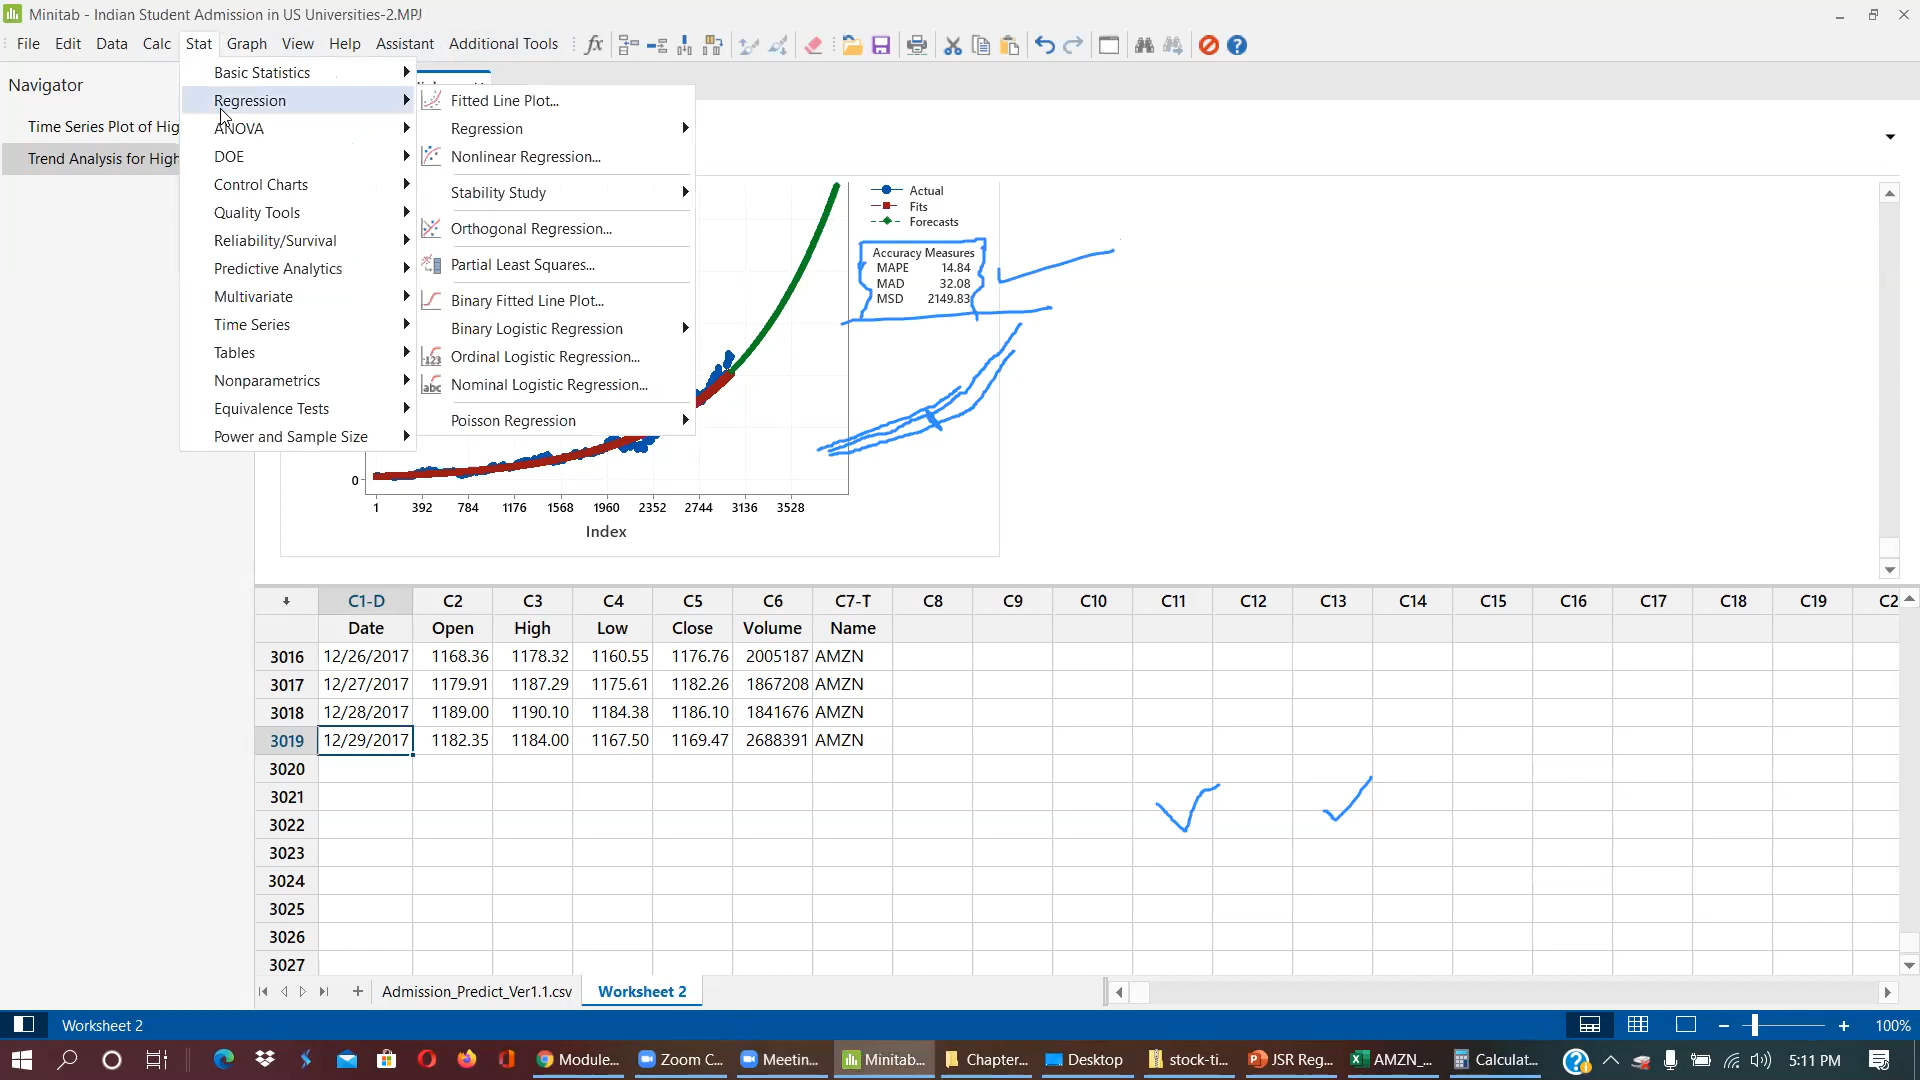 Minitab - Indian Student Admission in US Universities-2.MPJ
File Edit Data Calc Stat Graph View Help Assistant Additional Tools
Navigator
Time Series Plot of Hig
Trend Analysis for High
Basic Statistics
Regression
ANOVA
DOE
Control Charts
Quality Tools
Reliability/Survival
Predictive Analytics
Multivariate
Time Series
Tables
Nonparametrics
Equivalence Tests
Power and Sample Size
Fitted Line Plot...
Regression
Nonlinear Regression...
Stability Study
Orthogonal Regression...
Partial Least Squares...
Binary Fitted Line Plot...
Binary Logistic Regression
Ordinal Logistic Regression...
Nominal Logistic Regression...
Poisson Regression
Actual
Fits
Forecasts
Accuracy Measures
MAPE 14.84
MAD 32.08
MSD 2149.83
0
1 392 784 1176 1568 1960 2352 2744 3136 3528
Index
C1-D C2 C3 C4 C5 C6 C7-T C8 C9 C10 C11 C12 C13 C14 C15 C16 C17 C18 C19 C2
Date Open High Low Close Volume Name
3016 12/26/2017 1168.36 1178.32 1160.55 1176.76 2005187 AMZN
3017 12/27/2017 1179.91 1187.29 1175.61 1182.26 1867208 AMZN
3018 12/28/2017 1189.00 1190.10 1184.38 1186.10 1841676 AMZN
3019 12/29/2017 1182.35 1184.00 1167.50 1169.47 2688391 AMZN
3020
3021
3022
3023
3024
3025
3026
3027
Admission_Predict_Ver1.1.csv Worksheet 2
Worksheet 2 100%
Module... Zoom C... Meetin... Minitab... Chapter... Desktop stock-ti... JSR Reg... AMZN_... Calculat... 5:11 PM